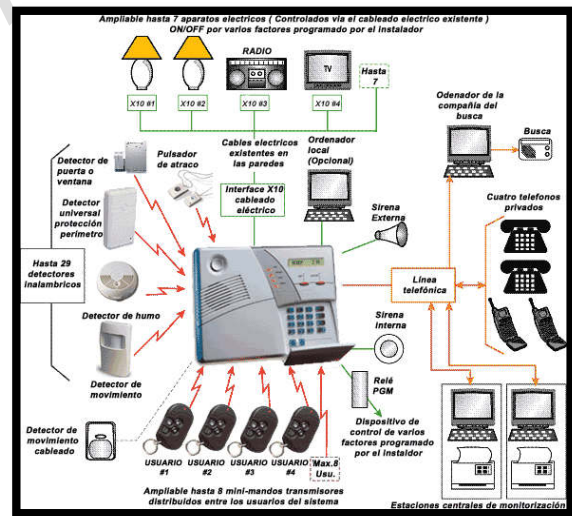 Ampliable hasta 7 aparatos electricos ( Controlados via el cableado electrico existente )
ON/OFF por varios factores programado por el instalador
RADIO
TV
Hasta
7
X10 #1
X10 #2
X10 #3
X10 #4
Odenador de la
compañia del
busca
Busca
Cables electricos
existentes en
las paredes
Ordenador
local
(Opcional)
Interface X10
cableado
eléctrico
Detector de
puerta o
ventana
Pulsador
de atraco
Detector
universal
protección
perimetro
Hasta 29
detectores
inalambricos
Detector de humo
Detector de
movimiento
Detector de
movimiento
cableado
Sirena
Externa
Cuatro telefonos
privados
Linea
telefónica
Sirena
Interna
Relé
PGM
Dispositivo de
control de varios
factores programado
por el instaldor
USUARIO
#1
USUARIO
#2
USUARIO
#3
USUARIO
#4
Max.8
Usu.
Ampliable hasta 8 mini-mandos transmisores
distribuidos entre los usuarios del sistema
Estaciones centrales de monitorización